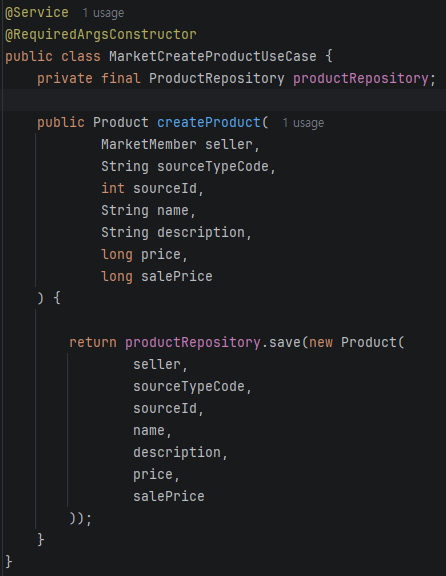 @Service 1 usage
@RequiredArgsConstructor
public class MarketCreateProductUseCase {
    private final ProductRepository productRepository;

    public Product createProduct( 1 usage
            MarketMember seller,
            String sourceTypeCode,
            int sourceId,
            String name,
            String description,
            long price,
            long salePrice
    ) {

        return productRepository.save(new Product(
                seller,
                sourceTypeCode,
                sourceId,
                name,
                description,
                price,
                salePrice
        ));
    }
}